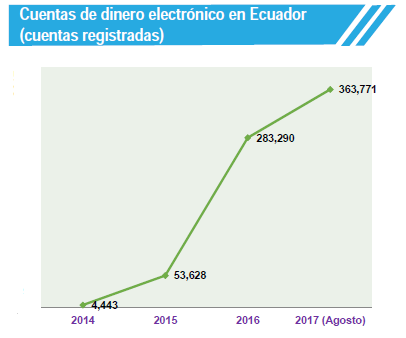 Cuentas de dinero electrónico en Ecuador
(cuentas registradas)
363,771
283,290
53,628
4,443
2014 2015 2016 2017 (Agosto)